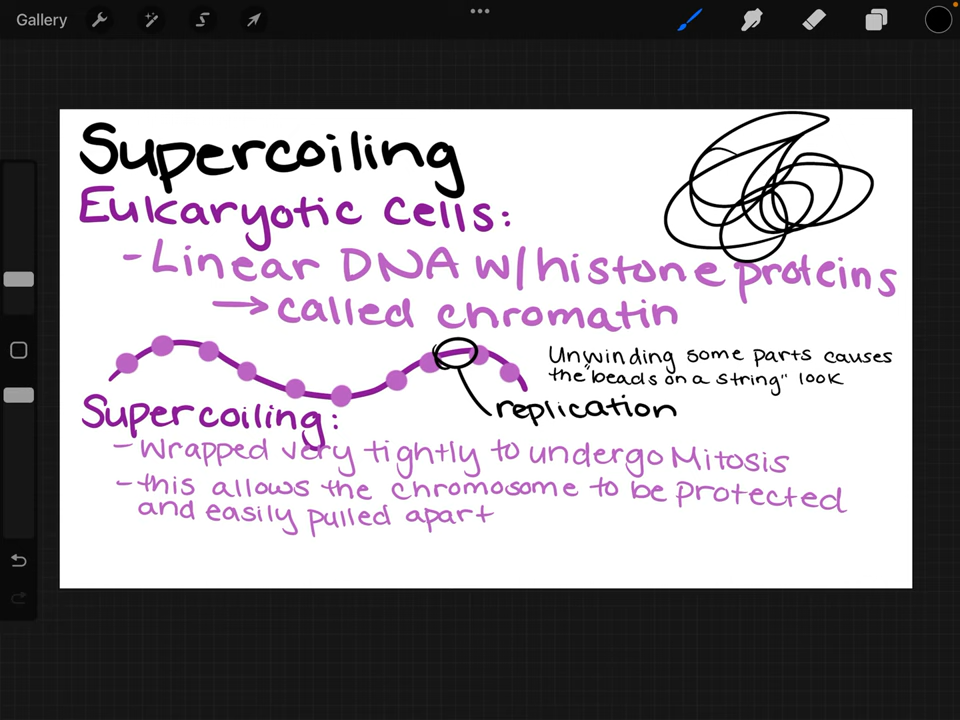 Gallery
Supercoiling
Eukaryotic cells:
- Linear DNA w/histone proteins
→ called chromatin
Unwinding some parts causes
the "beads on a string" look
replication
Supercoiling:
- Wrapped very tightly to undergo Mitosis
- this allows the chromosome to be protected
and easily pulled apart